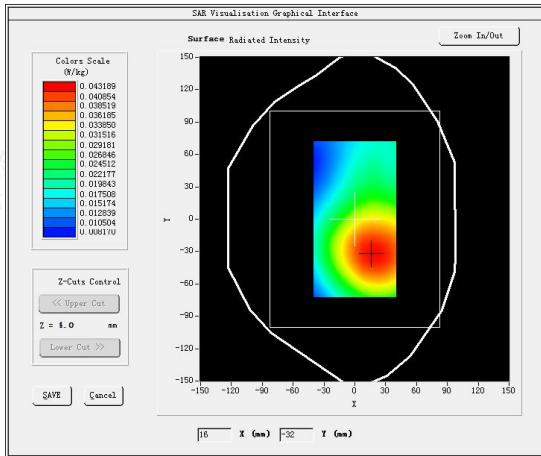 SAR Visualisation Graphical Interface
Surface Radiated Intensity
Zoom In/Out
Colors Scale
(W/kg)
0.043189
0.040854
0.038519
0.036185
0.033850
0.031516
0.029181
0.026846
0.024512
0.022177
0.019843
0.017508
0.015174
0.012839
0.010504
0.008170
150
120
90
60
30
0
-30
-60
-90
-120
-150
Y
-150 -120 -90 -60 -30 0 30 60 90 120 150
X
Z-Cuts Control
<< Upper Cut
Z = mm
Lower Cut >>
SAVE
Cancel
16 X (mm) -32 Y (mm)